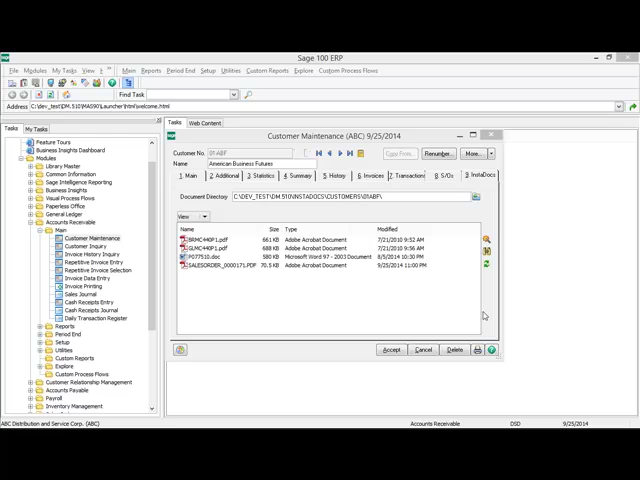 Sage 100 ERP
File Modules My Tasks View Main Reports Period End Setup Utilities Custom Reports Explore Custom Process Flows
Find Task
Address C:\dev_test\DM.510\MAS90\Launcher\html\welcome.html
Tasks My Tasks
Feature Tours
Business Insights Dashboard
Modules
Library Master
Common Information
Sage Intelligence Reporting
Business Insights
Visual Process Flows
Paperless Office
General Ledger
Accounts Receivable
Main
Customer Maintenance
Customer Inquiry
Invoice History Inquiry
Repetitive Invoice Entry
Repetitive Invoice Selection
Invoice Data Entry
Invoice Printing
Sales Journal
Cash Receipts Entry
Cash Receipts Journal
Daily Transaction Register
Reports
Period End
Setup
Utilities
Custom Reports
Explore
Custom Process Flows
Customer Relationship Management
Accounts Payable
Payroll
Inventory Management
Tasks Web Content
Customer Maintenance (ABC) 9/25/2014
Customer No. 01-ABF Copy From... Renumber... More...
Name American Business Futures
1. Main 2. Additional 3. Statistics 4. Summary 5. History 6. Invoices 7. Transactions 8. S/Os 9. InstaDocs
Document Directory C:\DEV_TEST\DM.510\INSTADOCS\CUSTOMERS\01ABF\
View
Name Size Type Modified
BRMC440P1.pdf 661 KB Adobe Acrobat Document 7/21/2010 9:52 AM
GLMC440P1.pdf 688 KB Adobe Acrobat Document 7/21/2010 9:56 AM
P077510.doc 580 KB Microsoft Word 97 - 2003 Document 8/5/2014 10:30 PM
SALESORDER_0000171.PDF 70.5 KB Adobe Acrobat Document 9/25/2014 11:00 PM
Accept Cancel Delete
ABC Distribution and Service Corp. (ABC) Accounts Receivable DSD 9/25/2014